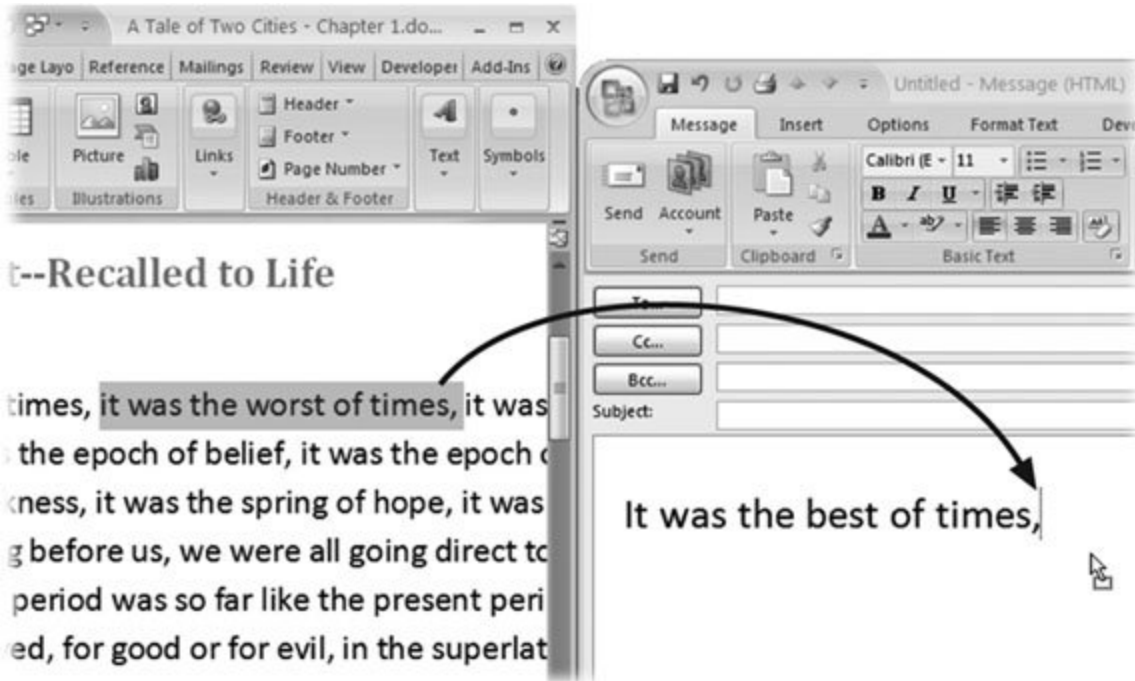 A Tale of Two Cities - Chapter 1.do...
Reference Mailings Review View Developer Add-Ins
Picture
Links
Header
Footer
Page Number
Text
Symbols
Illustrations
Header & Footer
t--Recalled to Life
times, it was the worst of times, it was
the epoch of belief, it was the epoch
kness, it was the spring of hope, it was
g before us, we were all going direct to
period was so far like the present peri
ed, for good or for evil, in the superlat
Untitled - Message (HTML)
Message Insert Options Format Text Dev
Calibri (E 11
B I U
Send Account Paste
A ab
Send Clipboard Basic Text
To...
Cc...
Bcc...
Subject:
It was the best of times,